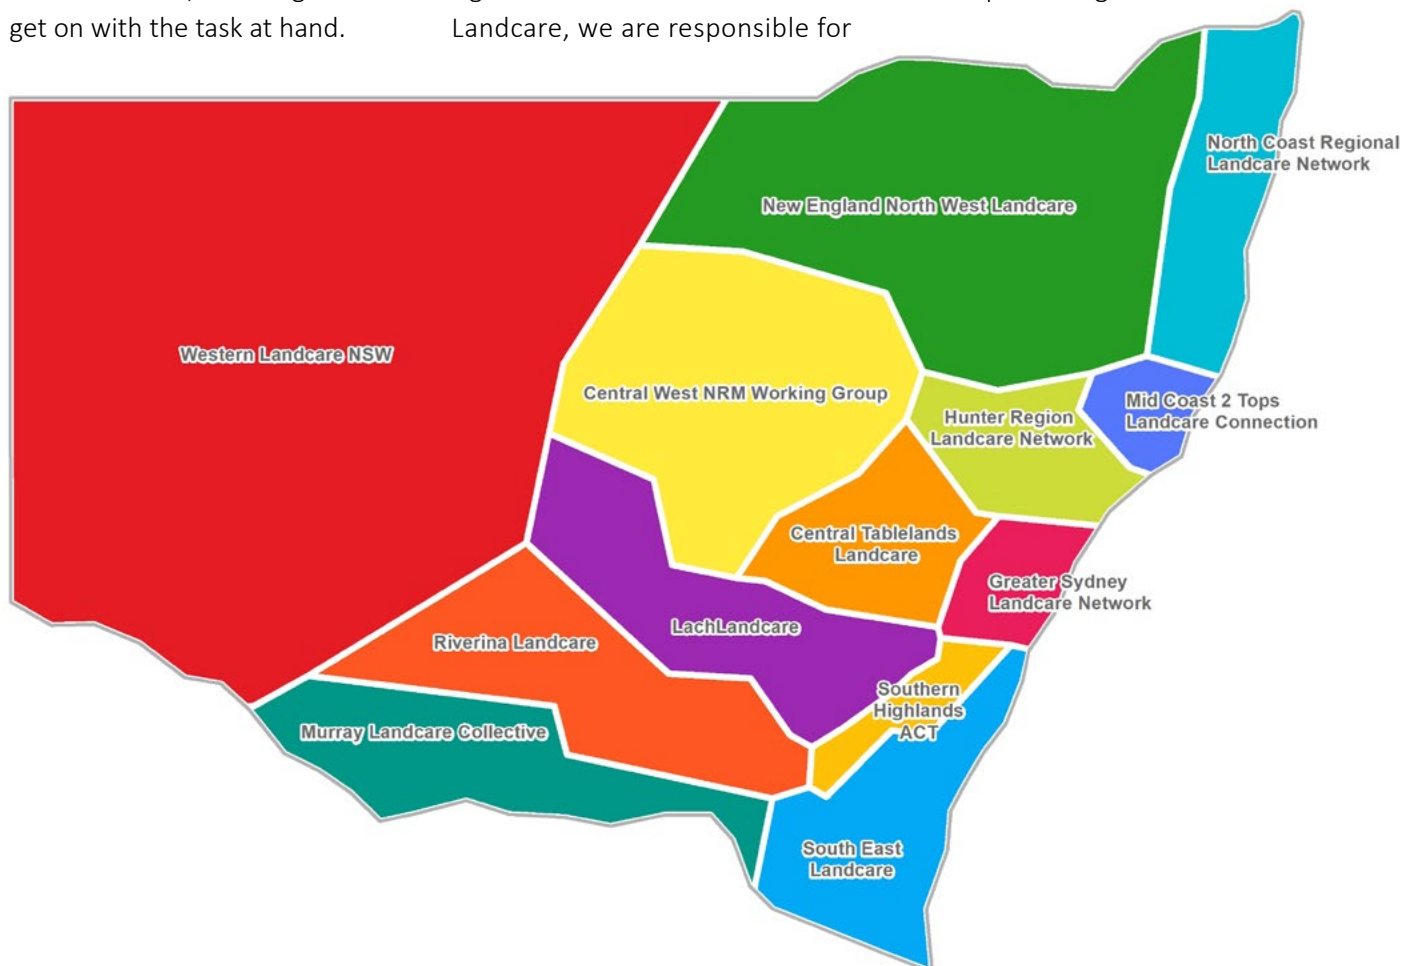 get on with the task at hand.
Landcare, we are responsible for
North Coast Regional
Landcare Network
New England North West Landcare
Western Landcare NSW
Central West NRM Working Group
Mid Coast 2 Tops
Landcare Connection
Hunter Region
Landcare Network
Central Tablelands
Landcare
Greater Sydney
Landcare Network
LachLandcare
Riverina Landcare
Southern
Highlands
ACT
Murray Landcare Collective
South East
Landcare